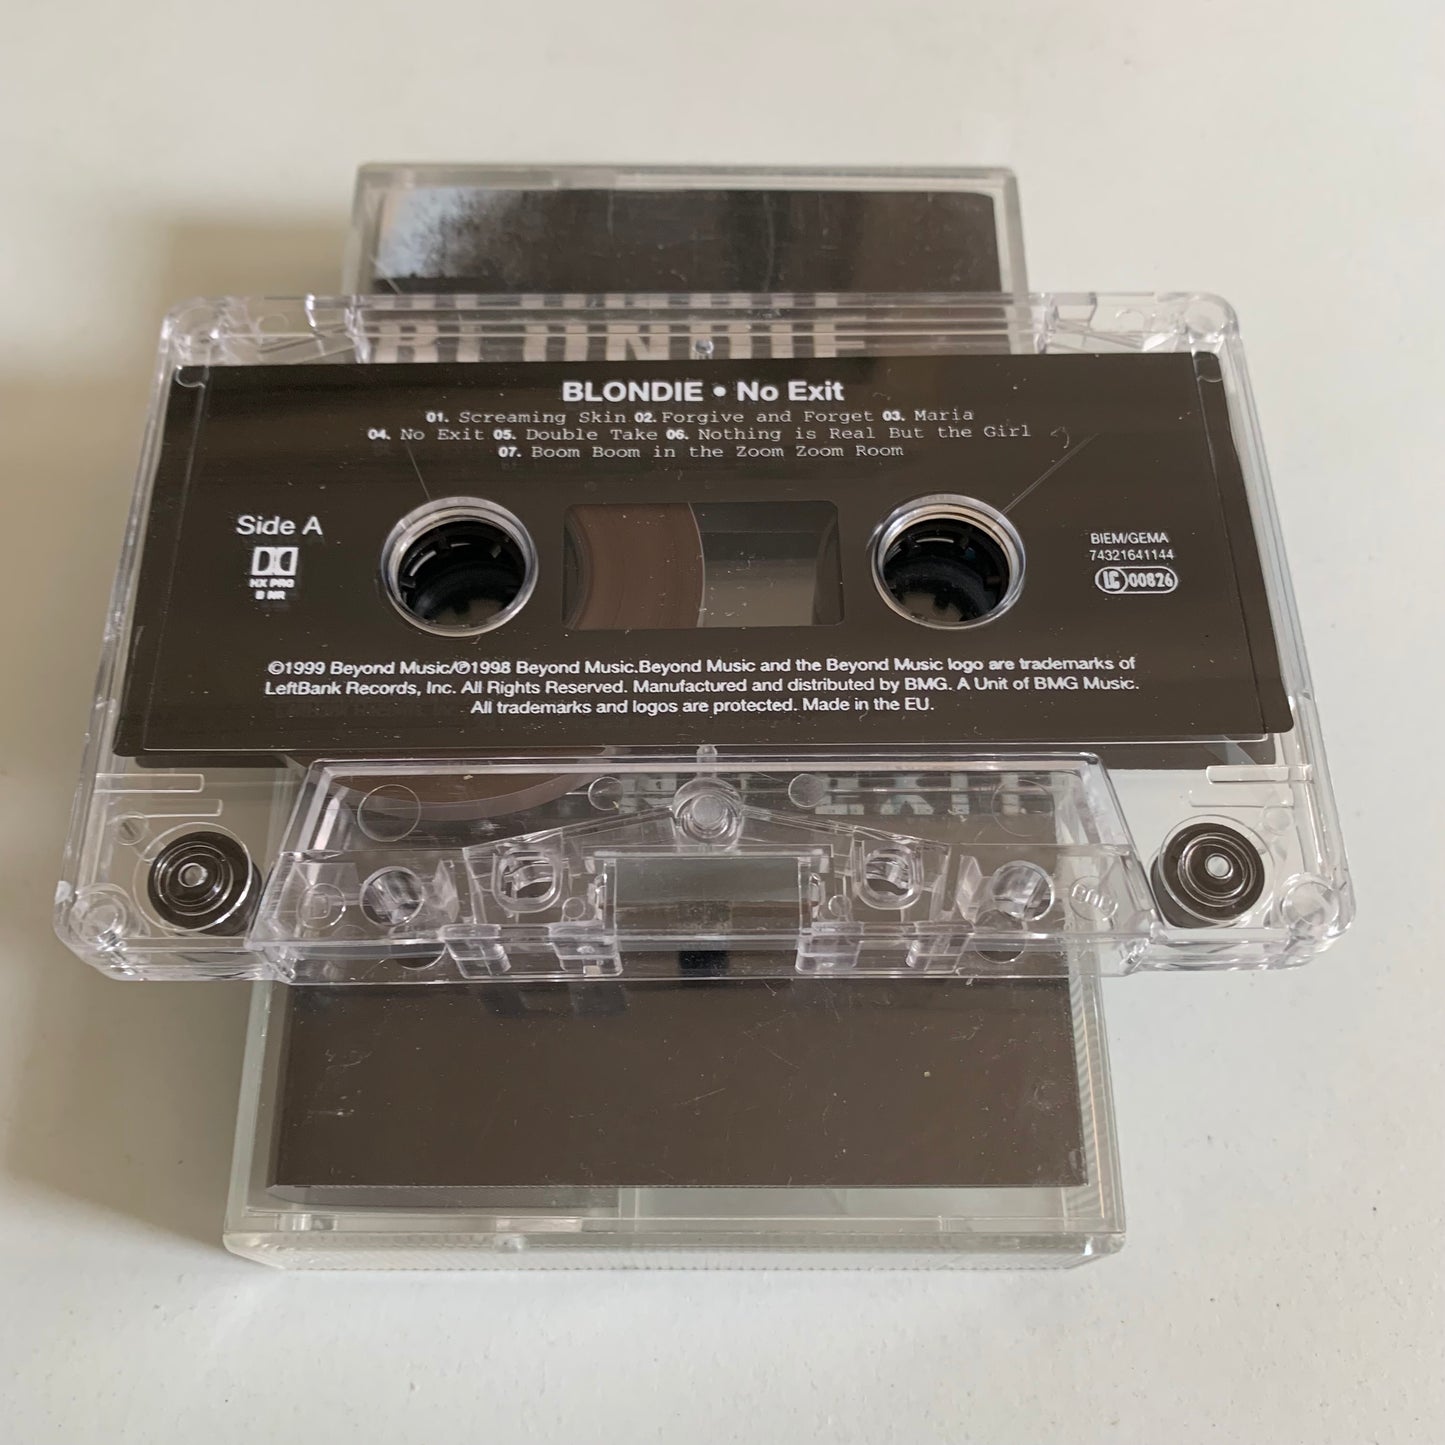 BLONDIE
BLONDIE • No Exit
01. Screaming Skin 02. Forgive and Forget 03. Maria
04. No Exit 05. Double Take 06. Nothing is Real But the Girl
07. Boom Boom in the Zoom Zoom Room
Side A
HX PRO
B NR
BIEM/GEMA
74321641144
LC 00826
©1999 Beyond Music/℗1998 Beyond Music.Beyond Music and the Beyond Music logo are trademarks of
LeftBank Records, Inc. All Rights Reserved. Manufactured and distributed by BMG. A Unit of BMG Music.
All trademarks and logos are protected. Made in the EU.